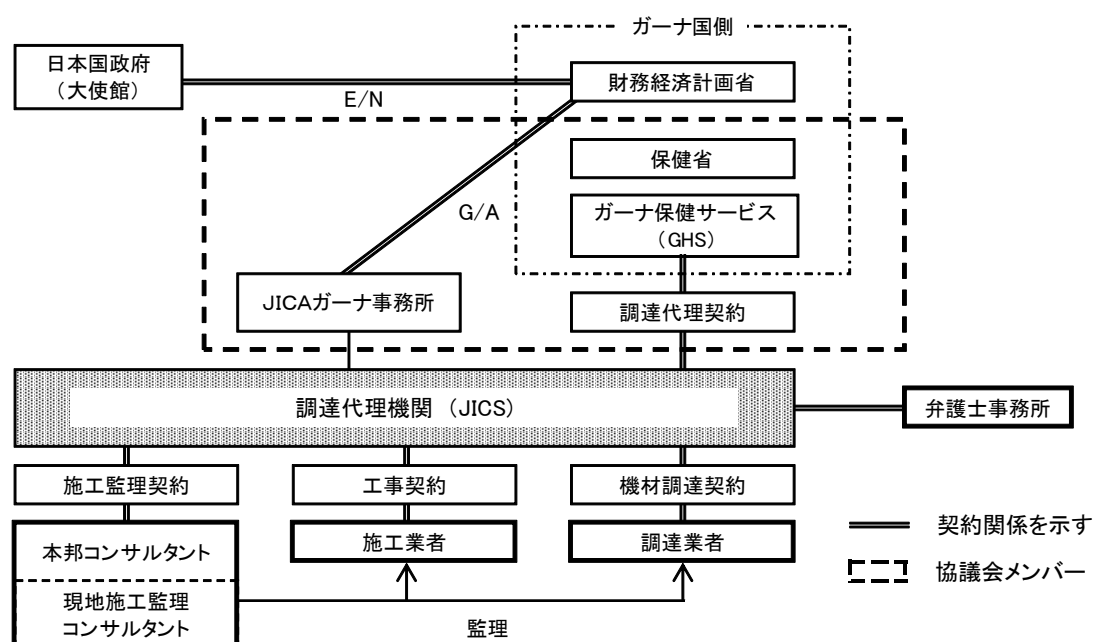 ガーナ国側
日本国政府
（大使館）
財務経済計画省
E/N
保健省
G/A
ガーナ保健サービス
（GHS）
JICAガーナ事務所
調達代理契約
調達代理機関 （JICS）
弁護士事務所
施工監理契約
工事契約
機材調達契約
本邦コンサルタント
施工業者
調達業者
契約関係を示す
協議会メンバー
現地施工監理
コンサルタント
監理